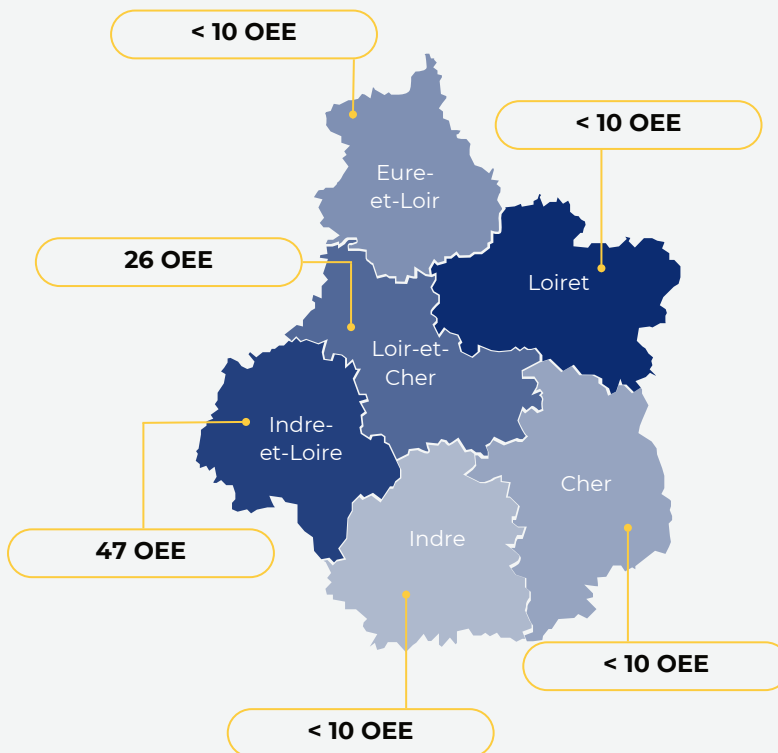 < 10 OEE
< 10 OEE
Eure-
et-Loir
26 OEE
Loiret
Loir-et-
Cher
Indre-
et-Loire
Cher
Indre
47 OEE
< 10 OEE
< 10 OEE